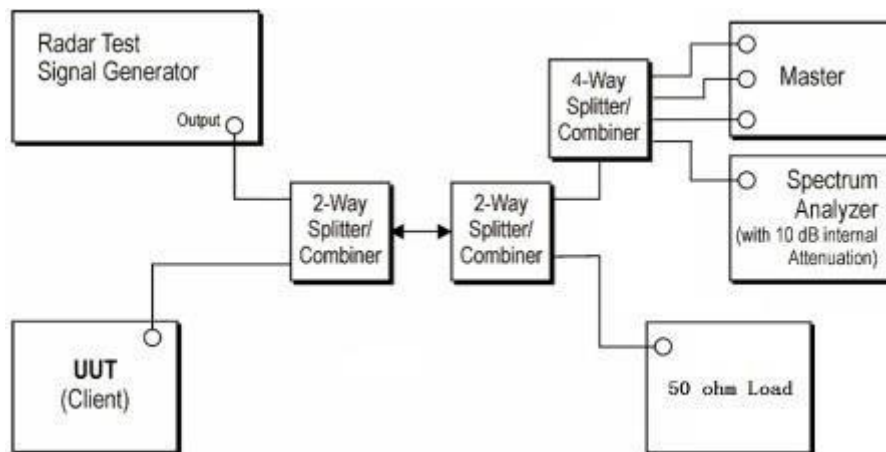 Radar Test
Signal Generator
Output
4-Way
Splitter/
Combiner
Master
2-Way
Splitter/
Combiner
2-Way
Splitter/
Combiner
Spectrum
Analyzer
(with 10 dB internal
Attenuation)
UUT
(Client)
50 ohm Load